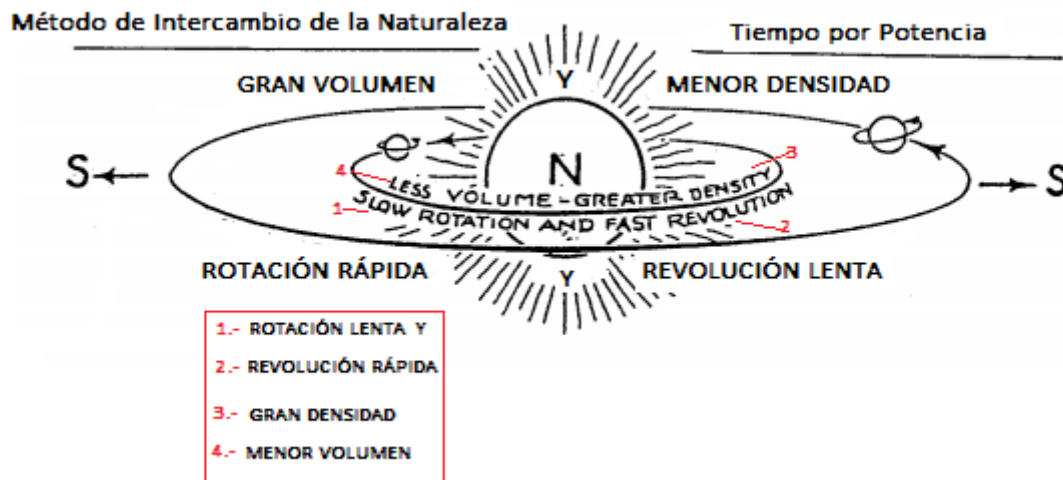 Método de Intercambio de la Naturaleza
Tiempo por Potencia
GRAN VOLUMEN Y MENOR DENSIDAD
S N S
4 3
LESS VOLUME - GREATER DENSITY
1 SLOW ROTATION AND FAST REVOLUTION 2
ROTACIÓN RÁPIDA Y REVOLUCIÓN LENTA
1.- ROTACIÓN LENTA Y
2.- REVOLUCIÓN RÁPIDA
3.- GRAN DENSIDAD
4.- MENOR VOLUMEN